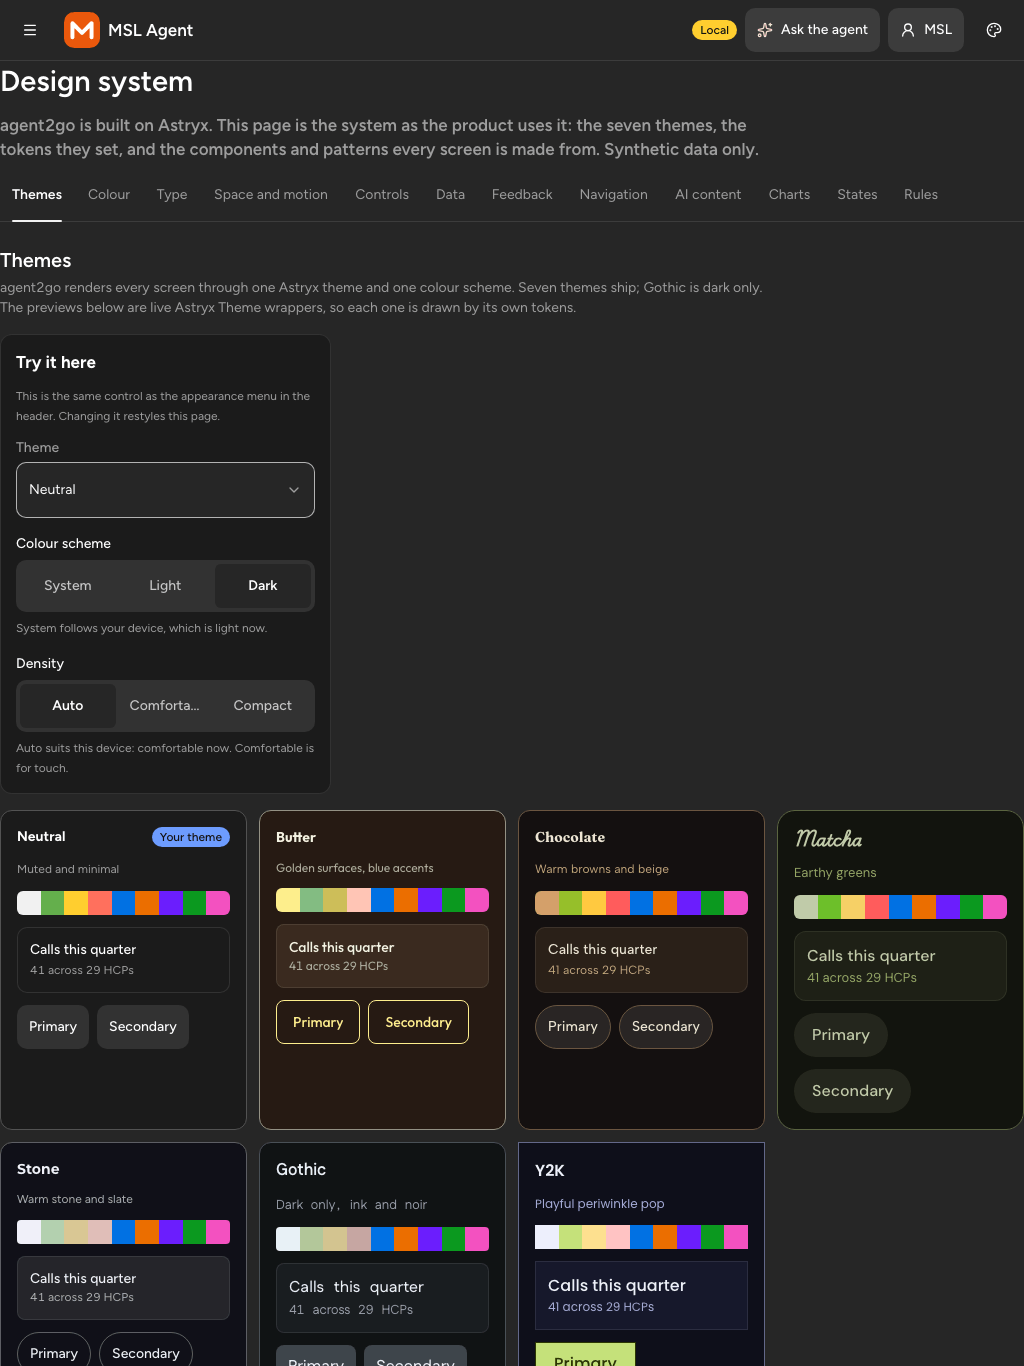 MSL Agent
Local
Ask the agent
MSL
Design system
agent2go is built on Astryx. This page is the system as the product uses it: the seven themes, the
tokens they set, and the components and patterns every screen is made from. Synthetic data only.
Themes Colour Type Space and motion Controls Data Feedback Navigation AI content Charts States Rules
Themes
agent2go renders every screen through one Astryx theme and one colour scheme. Seven themes ship; Gothic is dark only.
The previews below are live Astryx Theme wrappers, so each one is drawn by its own tokens.
Try it here
This is the same control as the appearance menu in the
header. Changing it restyles this page.
Theme
Neutral
Colour scheme
System Light Dark
System follows your device, which is light now.
Density
Auto Comforta... Compact
Auto suits this device: comfortable now. Comfortable is
for touch.
Neutral
Your theme
Muted and minimal
Calls this quarter
41 across 29 HCPs
Primary Secondary
Butter
Golden surfaces, blue accents
Calls this quarter
41 across 29 HCPs
Primary Secondary
Chocolate
Warm browns and beige
Calls this quarter
41 across 29 HCPs
Primary Secondary
Matcha
Earthy greens
Calls this quarter
41 across 29 HCPs
Primary
Secondary
Stone
Warm stone and slate
Calls this quarter
41 across 29 HCPs
Primary Secondary
Gothic
Dark only, ink and noir
Calls this quarter
41 across 29 HCPs
Primary Secondary
Y2K
Playful periwinkle pop
Calls this quarter
41 across 29 HCPs
Primary